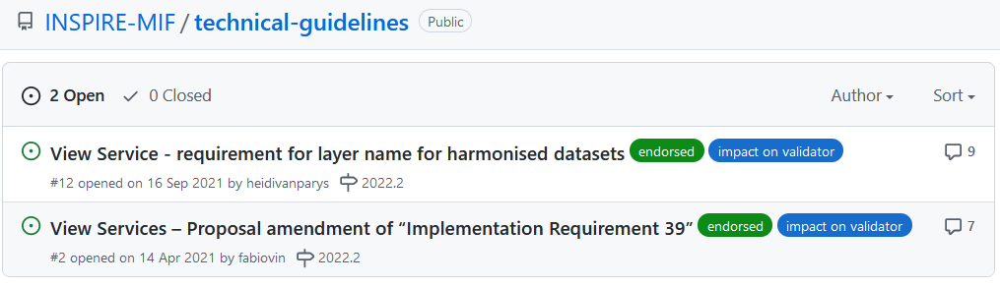 INSPIRE-MIF / technical-guidelines Public
2 Open 0 Closed Author Sort
View Service - requirement for layer name for harmonised datasets endorsed impact on validator 9
#12 opened on 16 Sep 2021 by heidivanparys 2022.2
View Services – Proposal amendment of “Implementation Requirement 39” endorsed impact on validator 7
#2 opened on 14 Apr 2021 by fabiovin 2022.2